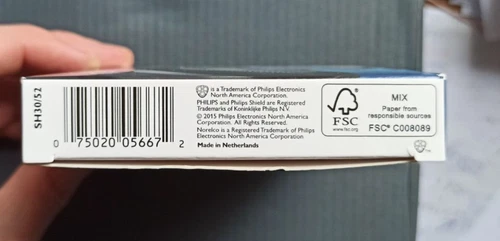 SH30/52
0 75020 05667 2
is a Trademark of Philips Electronics
North America Corporation.
PHILIPS and Philips Shield are Registered
Trademarks of Koninklijke Philips N.V.
© 2015 Philips Electronics North America
Corporation. All Rights Reserved.
Norelco is a Registered Trademark of Philips
Electronics North America Corporation
Made in Netherlands
FSC
www.fsc.org
MIX
Paper from
responsible sources
FSC® C008089